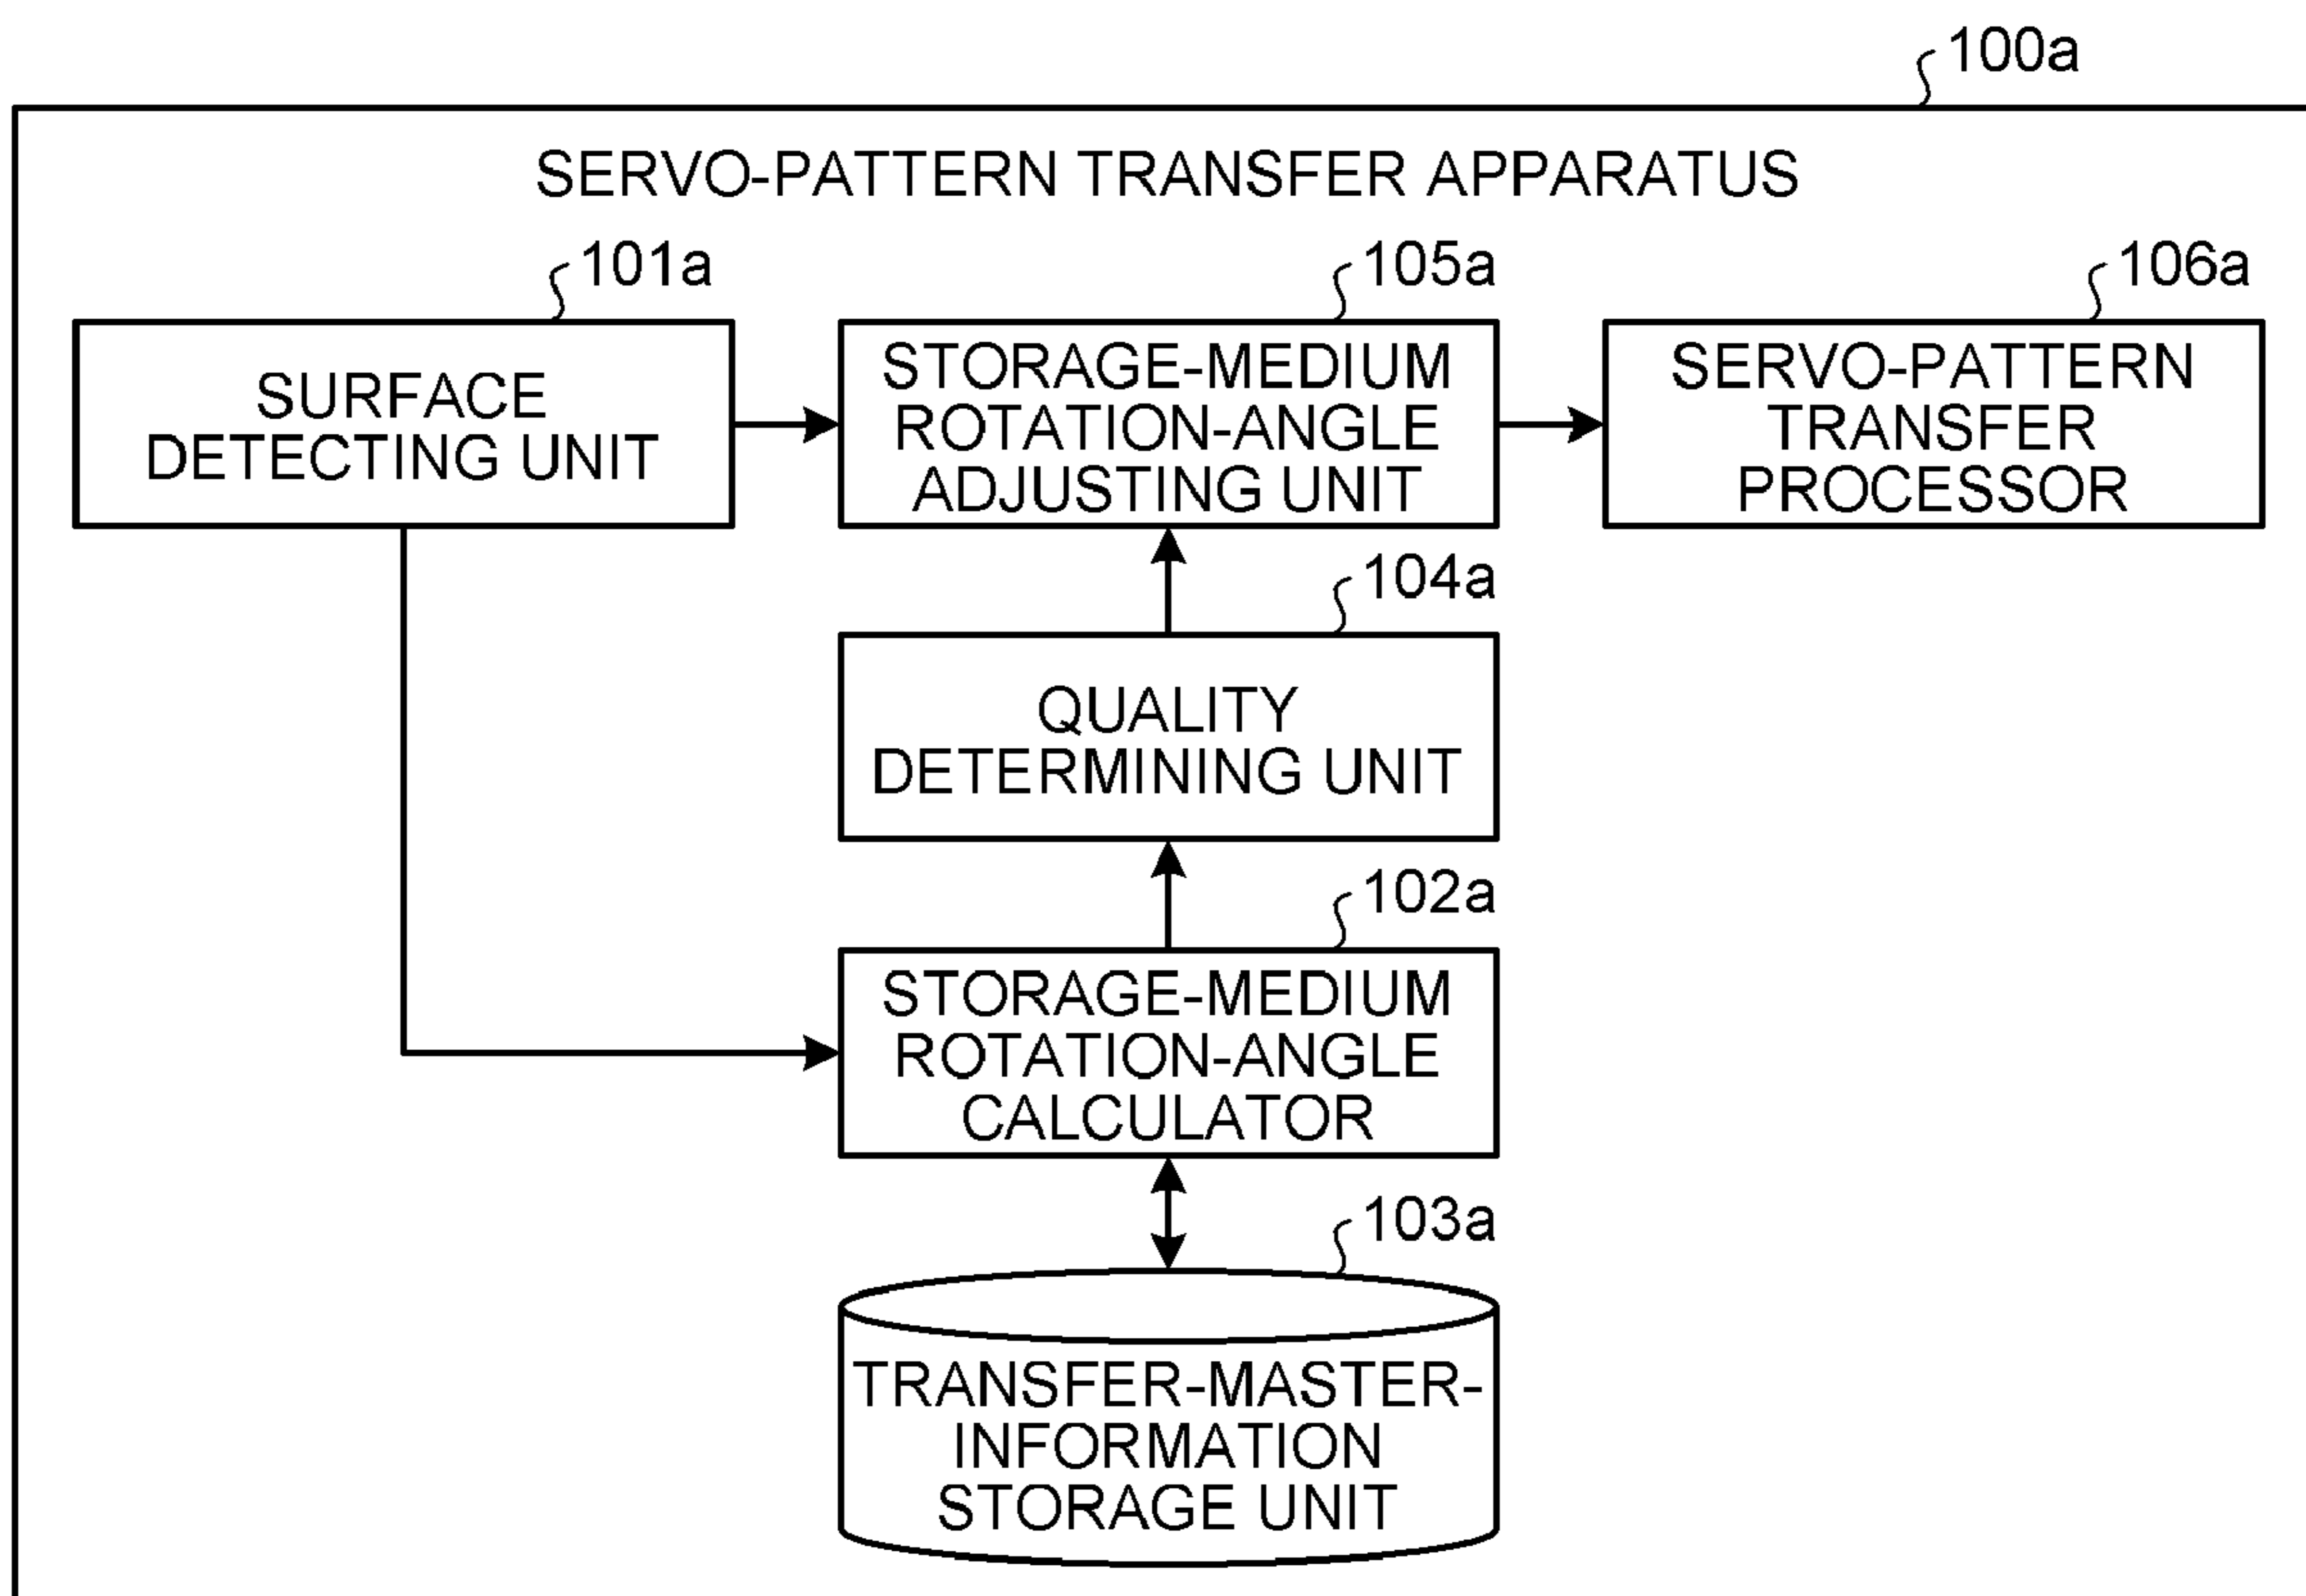 100a
SERVO-PATTERN TRANSFER APPARATUS
101a
SURFACE
DETECTING UNIT
105a
STORAGE-MEDIUM
ROTATION-ANGLE
ADJUSTING UNIT
106a
SERVO-PATTERN
TRANSFER
PROCESSOR
104a
QUALITY
DETERMINING UNIT
102a
STORAGE-MEDIUM
ROTATION-ANGLE
CALCULATOR
103a
TRANSFER-MASTER-
INFORMATION
STORAGE UNIT